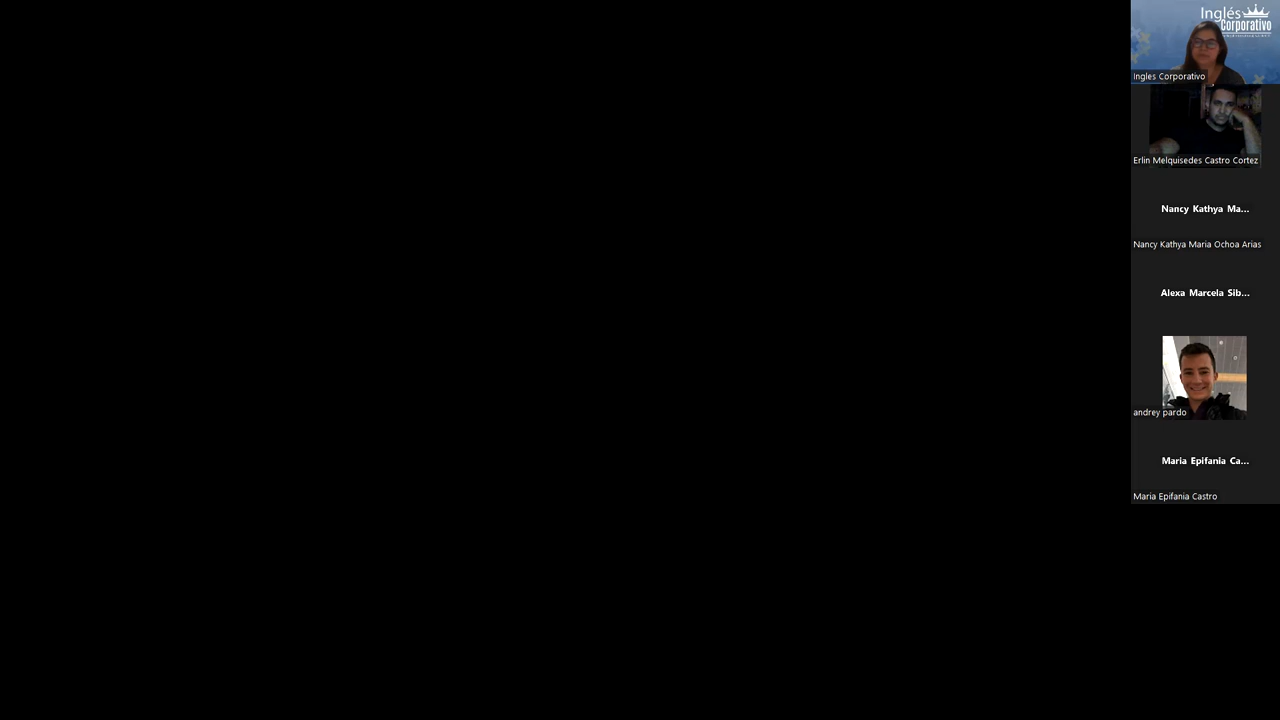 Inglés
Corporativo
Ingles Corporativo
Erlin Melquisedes Castro Cortez
Nancy Kathya Ma...
Nancy Kathya Maria Ochoa Arias
Alexa Marcela Sib...
andrey pardo
Maria Epifania Ca...
Maria Epifania Castro